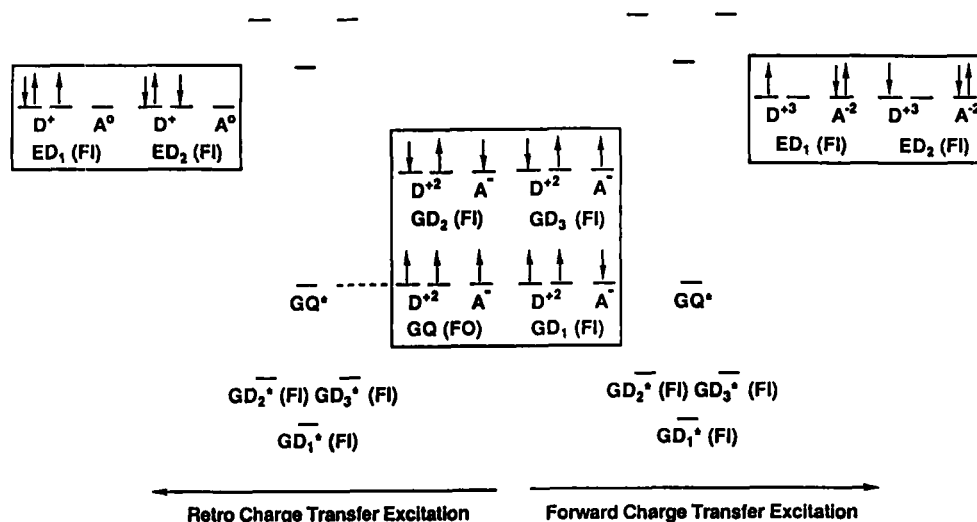 D+ A° D+ A°
ED₁ (FI) ED₂ (FI)
D+3 A-2 D+3 A-2
ED₁ (FI) ED₂ (FI)
D+2 A- D+2 A-
GD₂ (FI) GD₃ (FI)
D+2 A- D+2 A-
GQ (FO) GD₁ (FI)
GQ*
GQ*
GD₂* (FI) GD₃* (FI)
GD₁* (FI)
GD₂* (FI) GD₃* (FI)
GD₁* (FI)
Retro Charge Transfer Excitation
Forward Charge Transfer Excitation